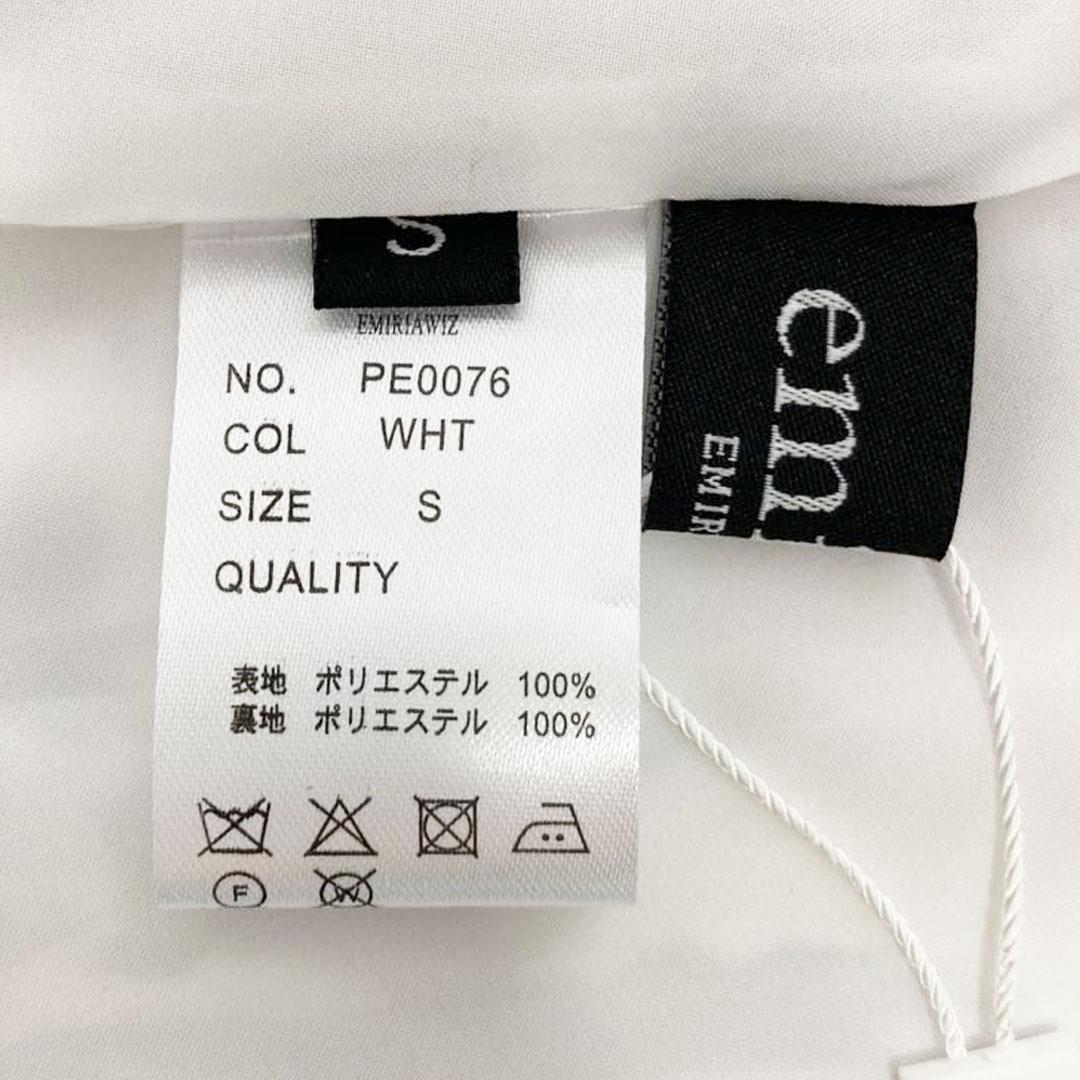 S
EMIRIAWIZ
NO. PE0076
COL WHT
SIZE S
QUALITY
表地 ポリエステル 100%
裏地 ポリエステル 100%
F
W
em
EMIR